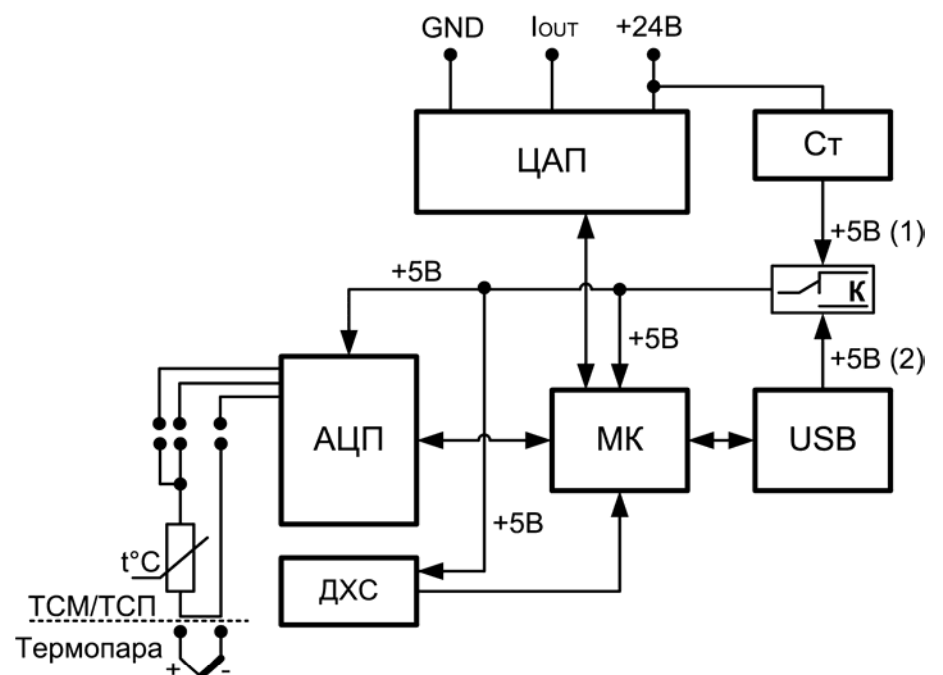 GND IOUT +24В
ЦАП
Ст
+5В (1)
+5В
К
+5В
+5В (2)
АЦП
МК
USB
+5В
t°C
ДХС
ТСМ/ТСП
Термопара
+ -